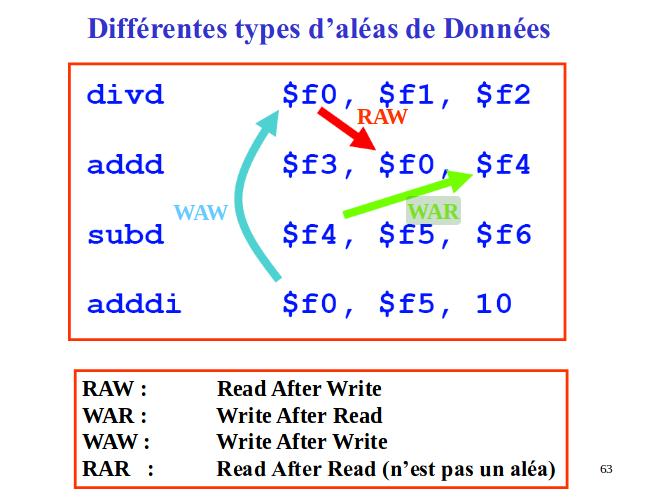 Différentes types d’aléas de Données
divd $f0, $f1, $f2
RAW
addd $f3, $f0, $f4
WAW
WAR
subd $f4, $f5, $f6
adddi $f0, $f5, 10
RAW : Read After Write
WAR : Write After Read
WAW : Write After Write
RAR : Read After Read (n’est pas un aléa)
63